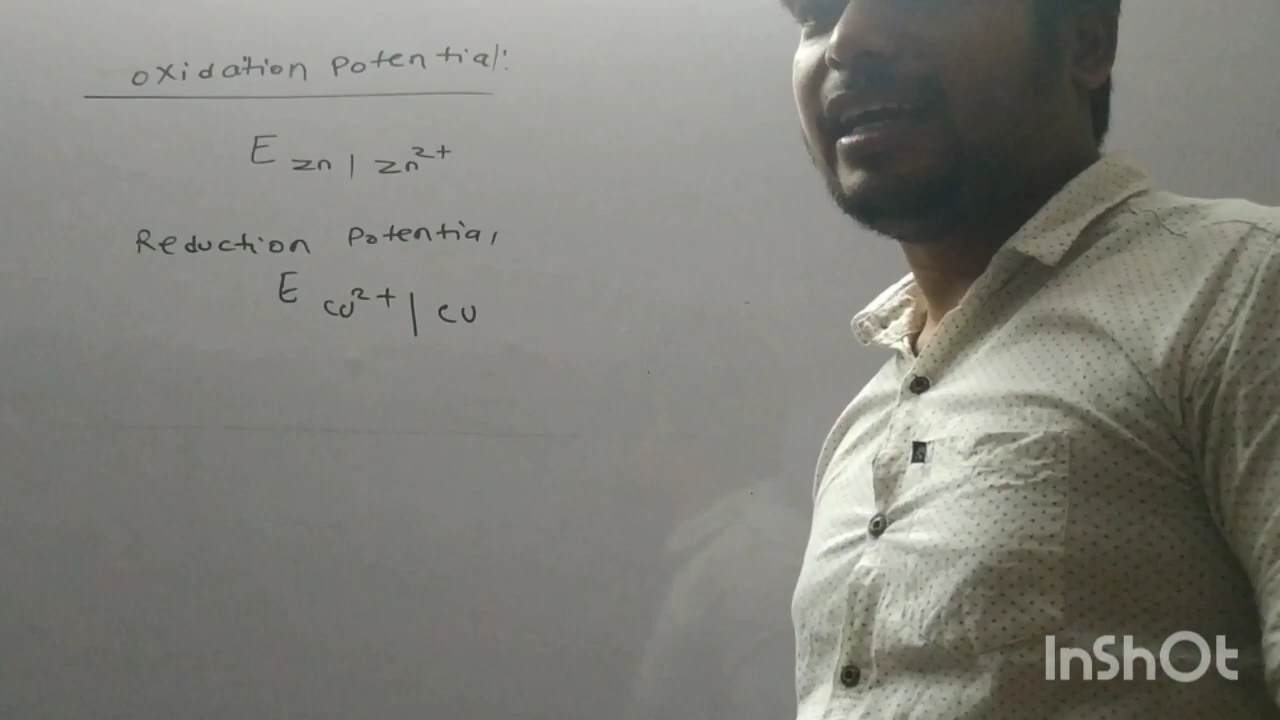 Oxidation Potential:
E Zn | Zn²⁺
Reduction Potential
E Cu²⁺ | Cu
InShOt